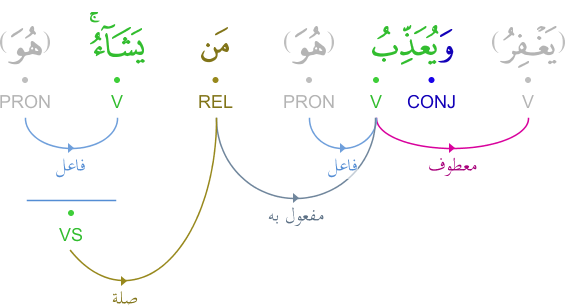 (يَغْفِرُ) وَيُعَذِّبُ (هُوَ) مَن يَشَآءُۚ (هُوَ)
V CONJ V PRON REL V PRON
معطوف فاعل فاعل
مفعول به
VS
صلة